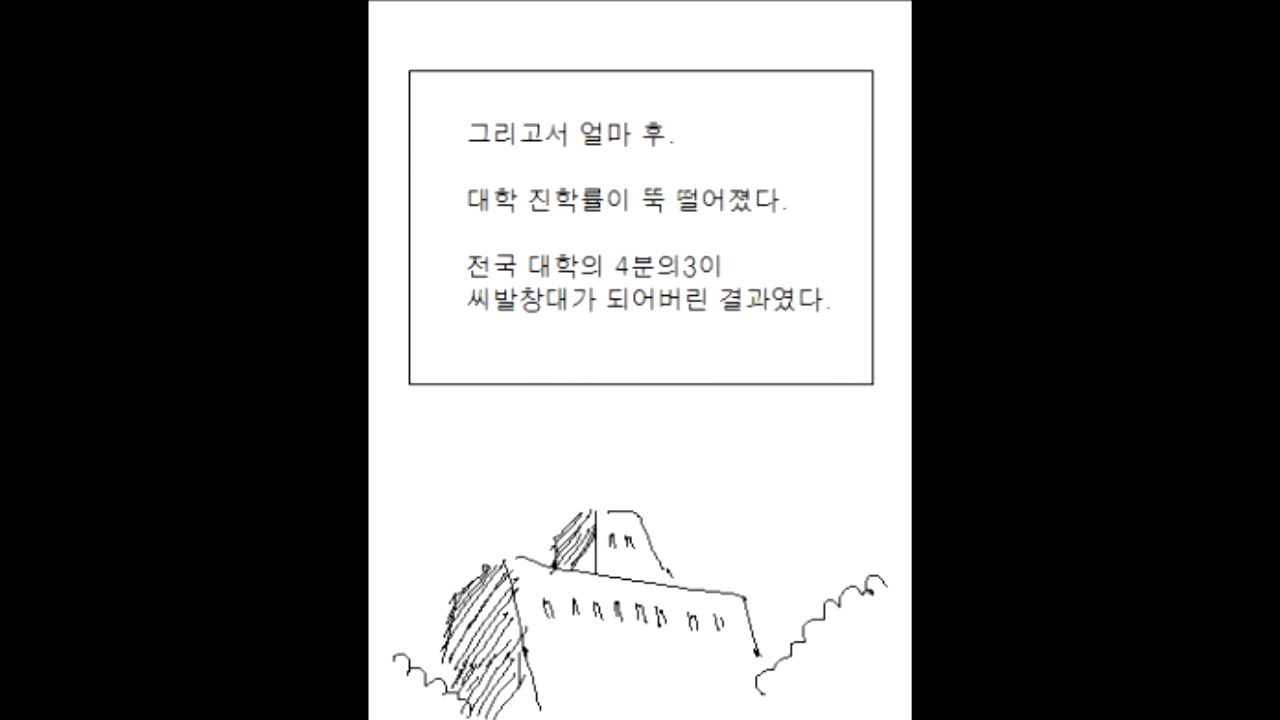 그리고서 얼마 후.
대학 진학률이 뚝 떨어졌다.
전국 대학의 4분의3이
씨발창대가 되어버린 결과였다.